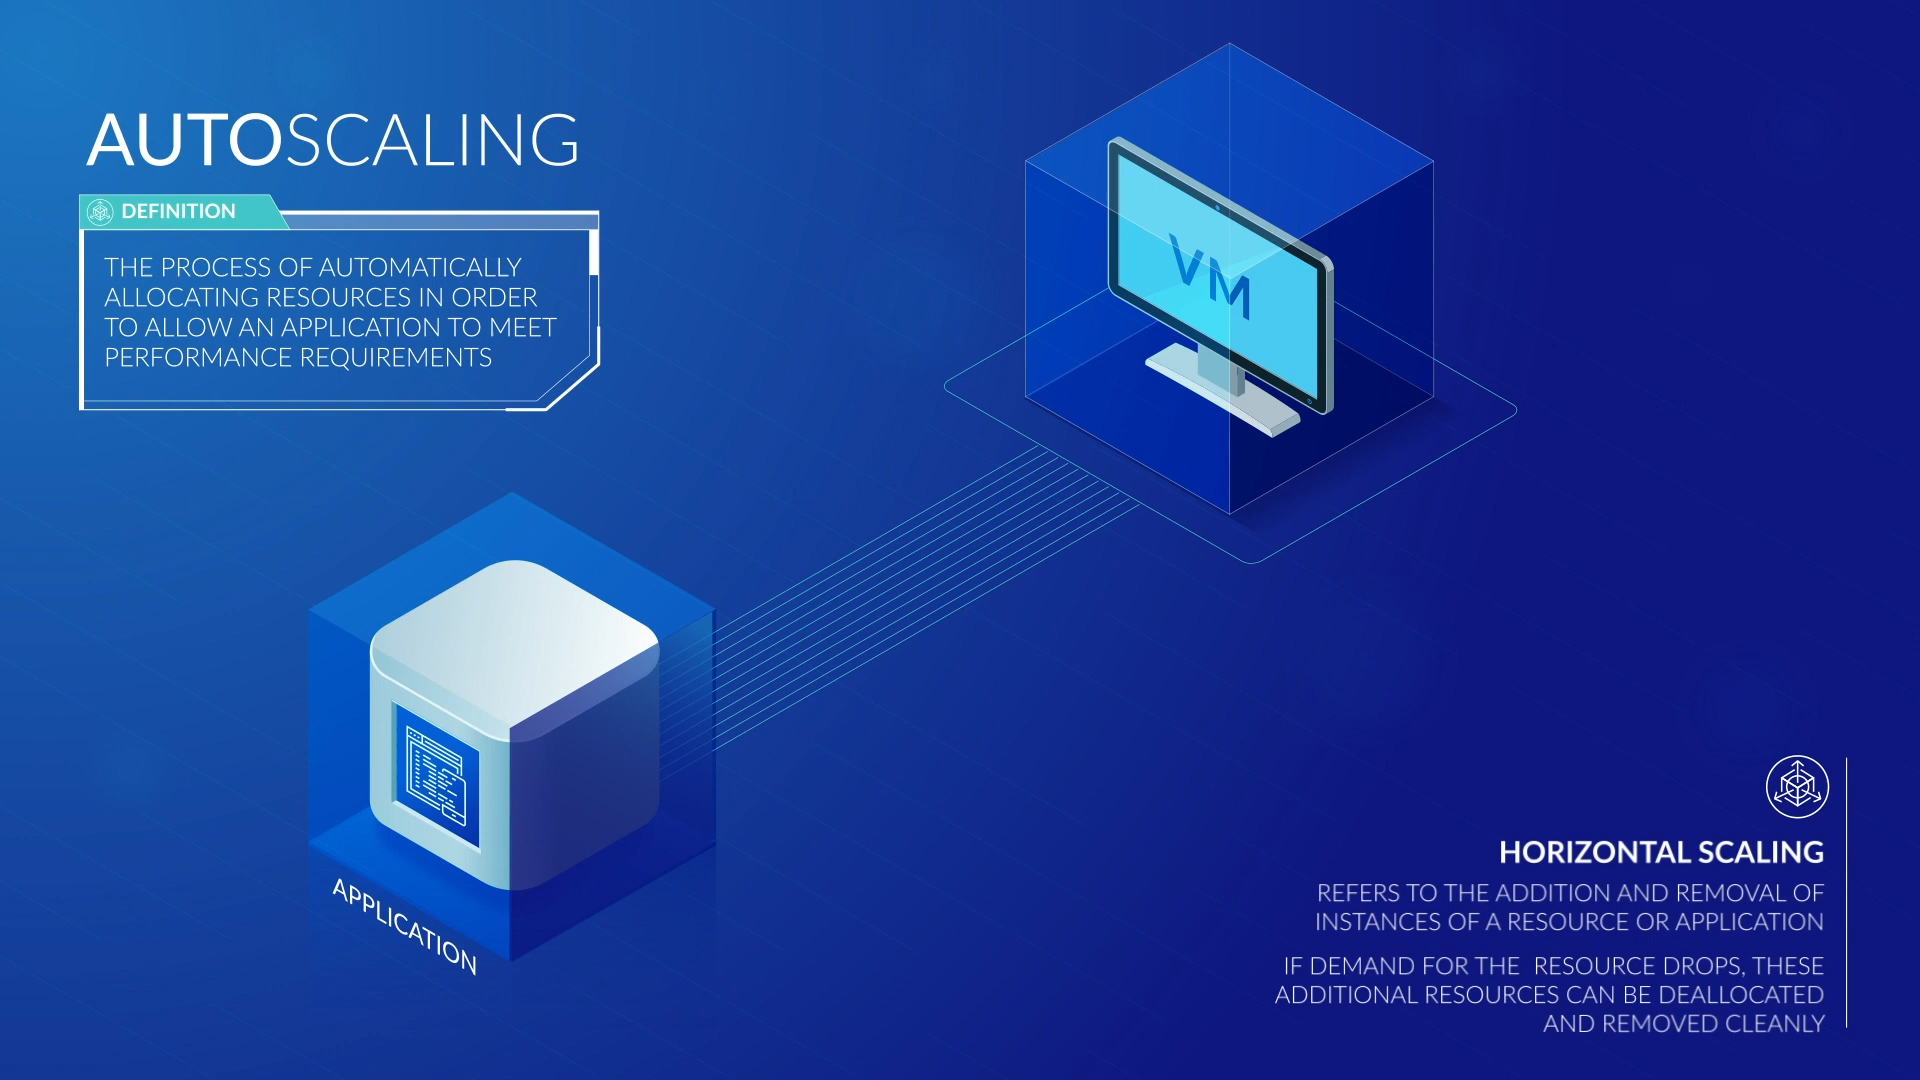 AUTOSCALING
DEFINITION
THE PROCESS OF AUTOMATICALLY
ALLOCATING RESOURCES IN ORDER
TO ALLOW AN APPLICATION TO MEET
PERFORMANCE REQUIREMENTS
VM
APPLICATION
HORIZONTAL SCALING
REFERS TO THE ADDITION AND REMOVAL OF
INSTANCES OF A RESOURCE OR APPLICATION
IF DEMAND FOR THE  RESOURCE DROPS, THESE
ADDITIONAL RESOURCES CAN BE DEALLOCATED
AND REMOVED CLEANLY